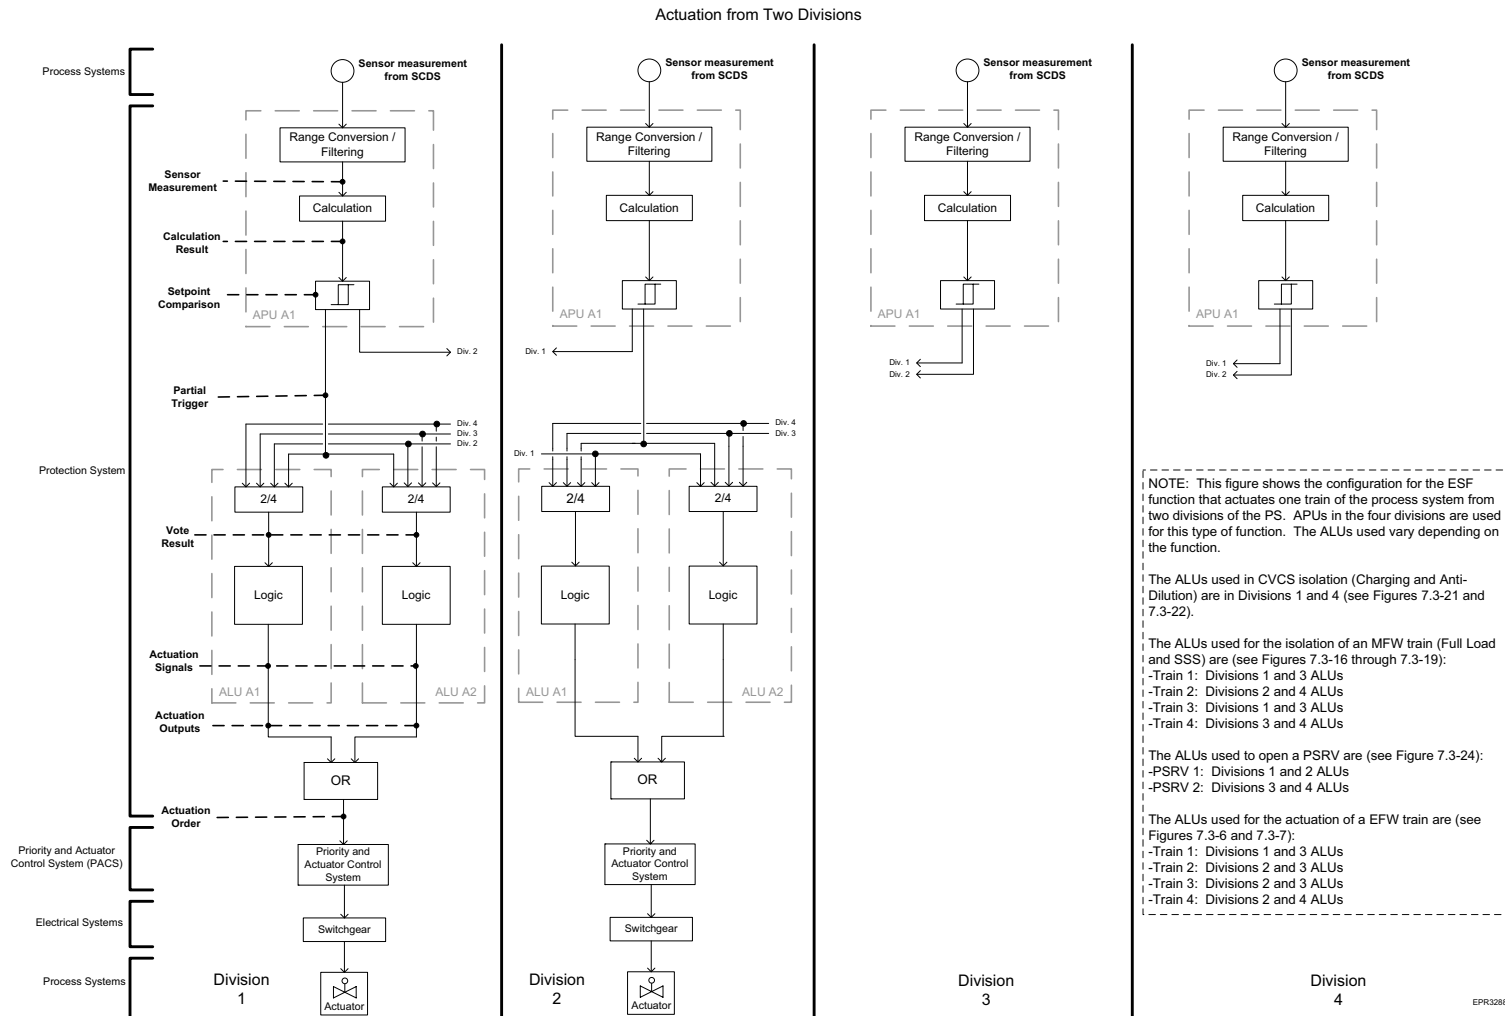 Actuation from Two Divisions
Process Systems
Protection System
Priority and Actuator
Control System (PACS)
Electrical Systems
Process Systems
Sensor
Measurement
Calculation
Result
Setpoint
Comparison
Partial
Trigger
Vote
Result
Actuation
Signals
Actuation
Outputs
Actuation
Order
Sensor measurement
from SCDS
Range Conversion /
Filtering
Calculation
APU A1
Div. 2
Div. 4
Div. 3
Div. 2
2/4
2/4
Logic
Logic
ALU A1
ALU A2
OR
Priority and
Actuator Control
System
Switchgear
Actuator
Division
1
Sensor measurement
from SCDS
Range Conversion /
Filtering
Calculation
APU A1
Div. 1
Div. 4
Div. 3
Div. 1
2/4
2/4
Logic
Logic
ALU A1
ALU A2
OR
Priority and
Actuator Control
System
Switchgear
Actuator
Division
2
Sensor measurement
from SCDS
Range Conversion /
Filtering
Calculation
APU A1
Div. 1
Div. 2
Division
3
Sensor measurement
from SCDS
Range Conversion /
Filtering
Calculation
APU A1
Div. 1
Div. 2
NOTE: This figure shows the configuration for the ESF
function that actuates one train of the process system from
two divisions of the PS. APUs in the four divisions are used
for this type of function. The ALUs used vary depending on
the function.
The ALUs used in CVCS isolation (Charging and Anti-
Dilution) are in Divisions 1 and 4 (see Figures 7.3-21 and
7.3-22).
The ALUs used for the isolation of an MFW train (Full Load
and SSS) are (see Figures 7.3-16 through 7.3-19):
-Train 1: Divisions 1 and 3 ALUs
-Train 2: Divisions 2 and 4 ALUs
-Train 3: Divisions 1 and 3 ALUs
-Train 4: Divisions 3 and 4 ALUs
The ALUs used to open a PSRV are (see Figure 7.3-24):
-PSRV 1: Divisions 1 and 2 ALUs
-PSRV 2: Divisions 3 and 4 ALUs
The ALUs used for the actuation of a EFW train are (see
Figures 7.3-6 and 7.3-7):
-Train 1: Divisions 1 and 3 ALUs
-Train 2: Divisions 2 and 3 ALUs
-Train 3: Divisions 2 and 3 ALUs
-Train 4: Divisions 2 and 4 ALUs
Division
4